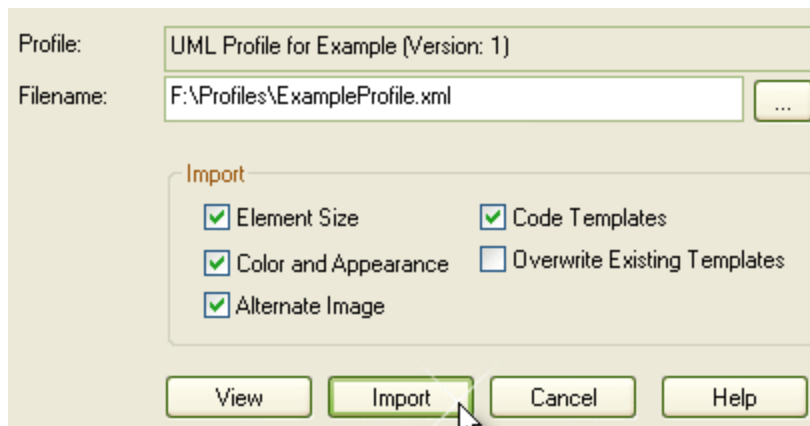 Profile: UML Profile for Example (Version: 1)
Filename: F:\Profiles\ExampleProfile.xml ...
Import
Element Size Code Templates
Color and Appearance Overwrite Existing Templates
Alternate Image
View Import Cancel Help